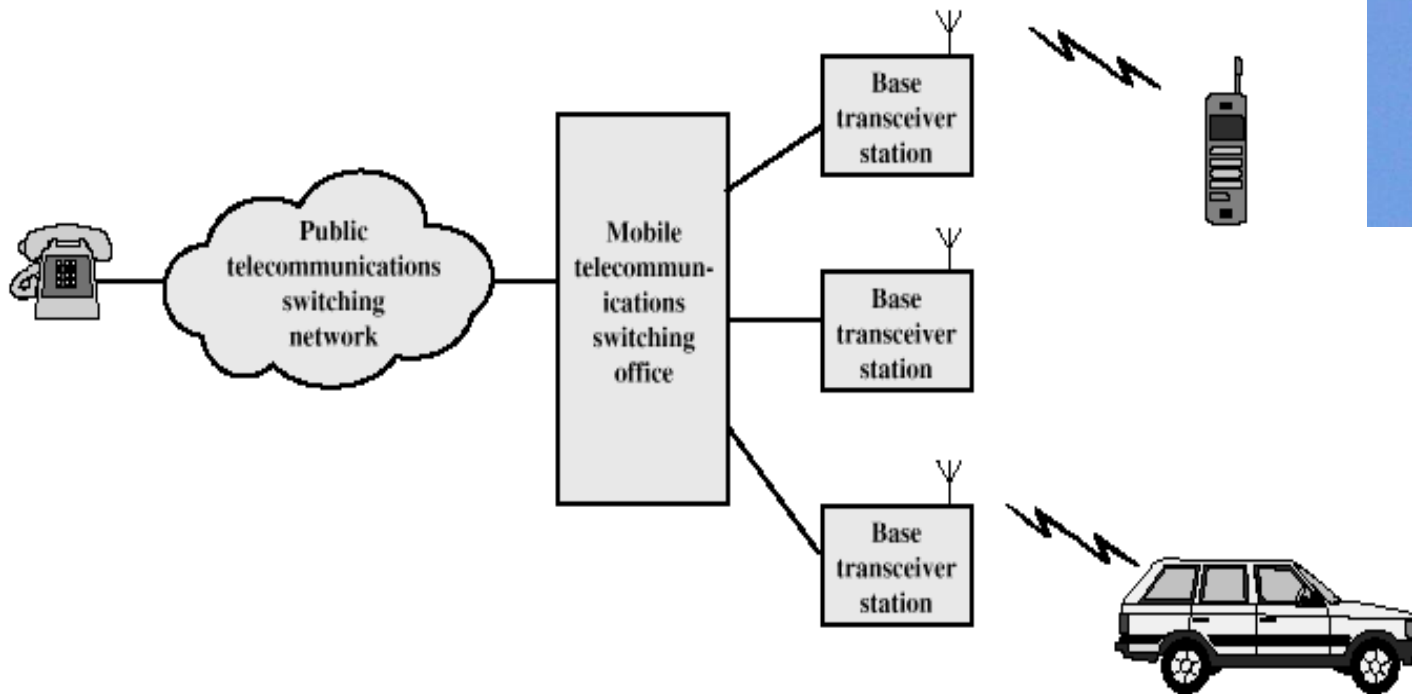 Public
telecommunications
switching
network
Mobile
telecommun-
ications
switching
office
Base
transceiver
station
Base
transceiver
station
Base
transceiver
station